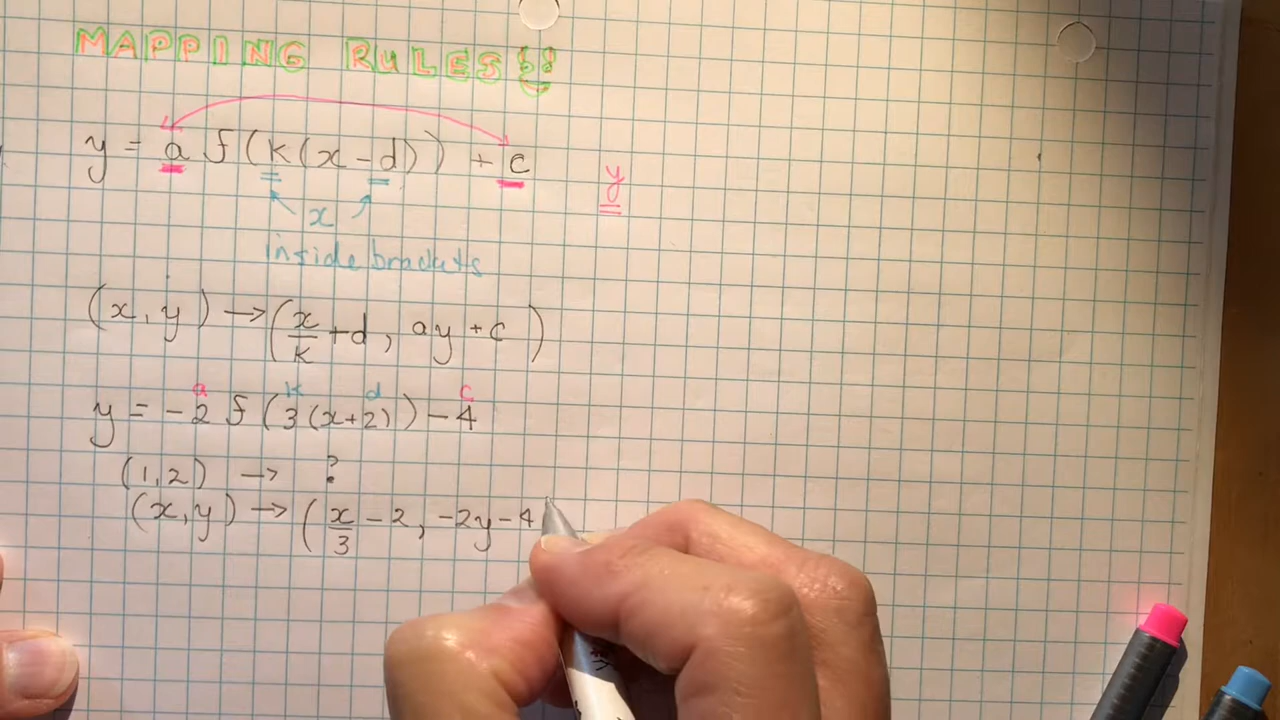 MAPPING RULES!!
y = a f(k(x-d)) + c
y
x
inside brackets
(x, y) → (x/k + d, ay + c)
a k d c
y = -2 f(3(x+2)) - 4
(1,2) → ?
(x,y) → (x/3 - 2, -2y - 4